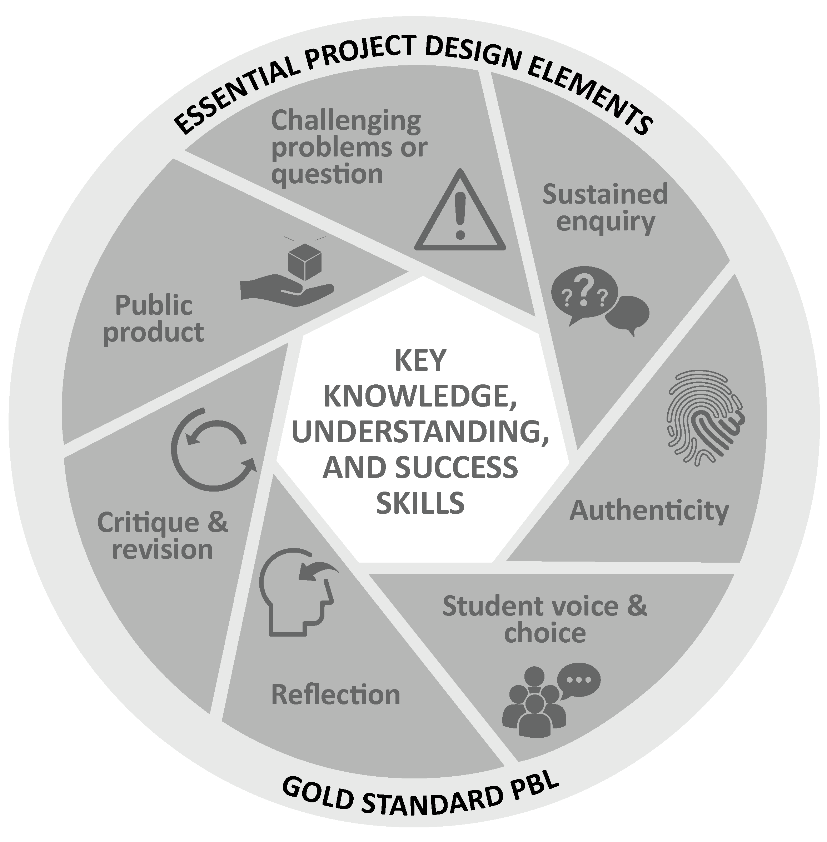 ESSENTIAL PROJECT DESIGN ELEMENTS
Challenging
problems or
question
Sustained
enquiry
? ? ?
Authenticity
Student voice &
choice
Reflection
Critique &
revision
Public
product
KEY
KNOWLEDGE,
UNDERSTANDING,
AND SUCCESS
SKILLS
GOLD STANDARD PBL